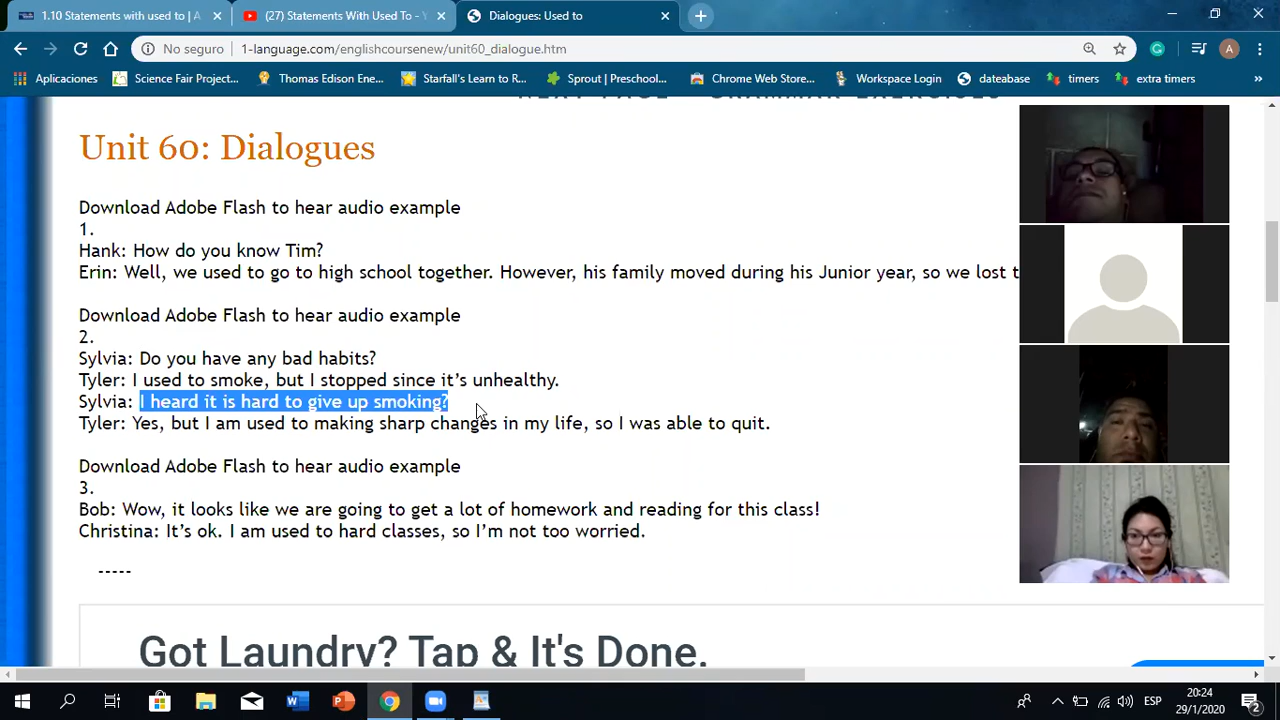 1.10 Statements with used to | A
(27) Statements With Used To - Y
Dialogues: Used to
No seguro
1-language.com/englishcoursenew/unit60_dialogue.htm
A
Aplicaciones
Science Fair Project...
Thomas Edison Ene...
Starfall's Learn to R...
Sprout | Preschool...
Chrome Web Store...
Workspace Login
dateabase
timers
extra timers
»
NEXT PAGE
GRAMMAR EXERCISES
Unit 60: Dialogues
Download Adobe Flash to hear audio example
1.
Hank: How do you know Tim?
Erin: Well, we used to go to high school together. However, his family moved during his Junior year, so we lost t
Download Adobe Flash to hear audio example
2.
Sylvia: Do you have any bad habits?
Tyler: I used to smoke, but I stopped since it's unhealthy.
Sylvia: I heard it is hard to give up smoking?
Tyler: Yes, but I am used to making sharp changes in my life, so I was able to quit.
Download Adobe Flash to hear audio example
3.
Bob: Wow, it looks like we are going to get a lot of homework and reading for this class!
Christina: It's ok. I am used to hard classes, so I'm not too worried.
-----
Got Laundry? Tap & It's Done.
ESP
20:24
29/1/2020
2